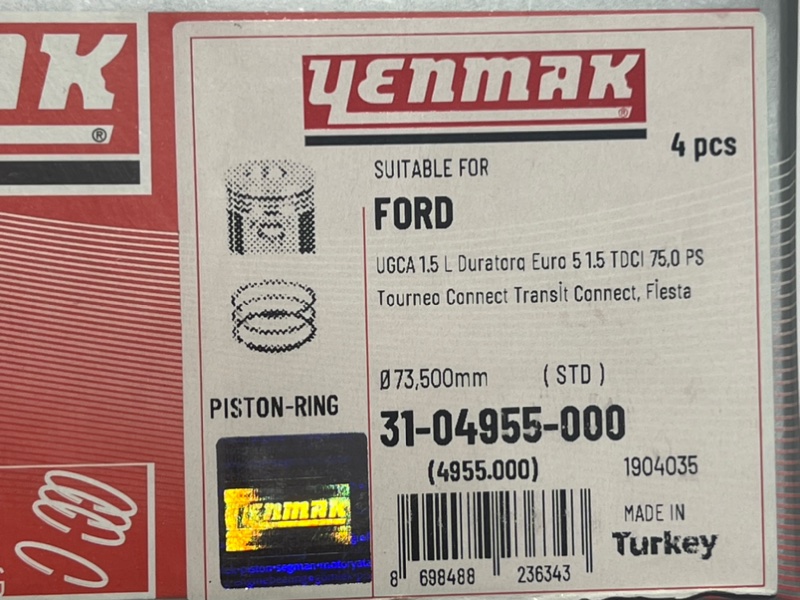 YENMAK
®
4 pcs
SUITABLE FOR
FORD
UGCA 1.5 L Duratorq Euro 5 1.5 TDCI 75,0 PS
Tourneo Connect Transit Connect, Fiesta
Ø73,500mm (STD)
PISTON-RING
31-04955-000
(4955.000) 1904035
YENMAK
MADE IN
Turkey
8 698488 236343